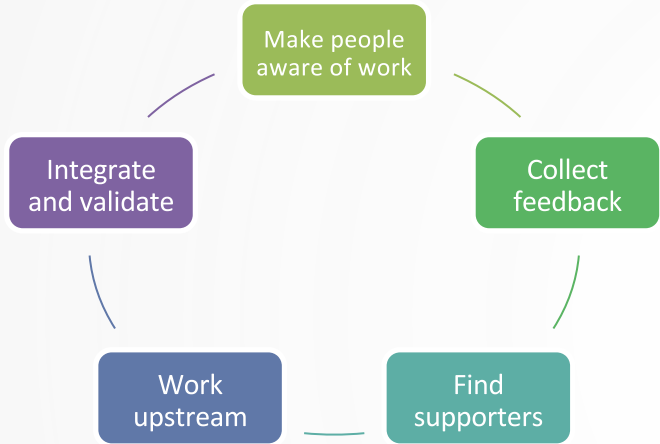 Make people
aware of work
Collect
feedback
Find
supporters
Work
upstream
Integrate
and validate